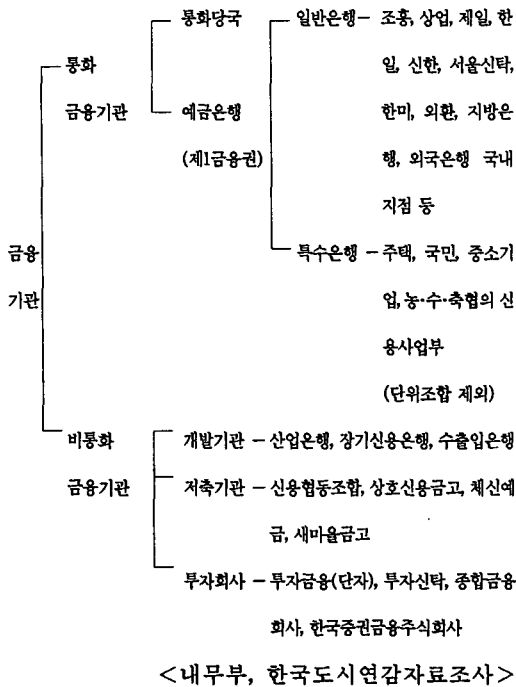 통화당국 일반은행 — 조흥, 상업, 제일, 한
통화 일, 신한, 서울신탁,
금융기관 예금은행 한미, 외환, 지방은
(제1금융권) 행, 외국은행 국내
지점 등
금융 특수은행 — 주택, 국민, 중소기
기관 업, 농·수·축협의 신
용사업부
(단위조합 제외)
비통화 개발기관 — 산업은행, 장기신용은행, 수출입은행
금융기관 저축기관 — 신용협동조합, 상호신용금고, 체신예
금, 새마을금고
투자회사 — 투자금융(단자), 투자신탁, 종합금융
회사, 한국증권금융주식회사
<내무부, 한국도시연감자료조사>